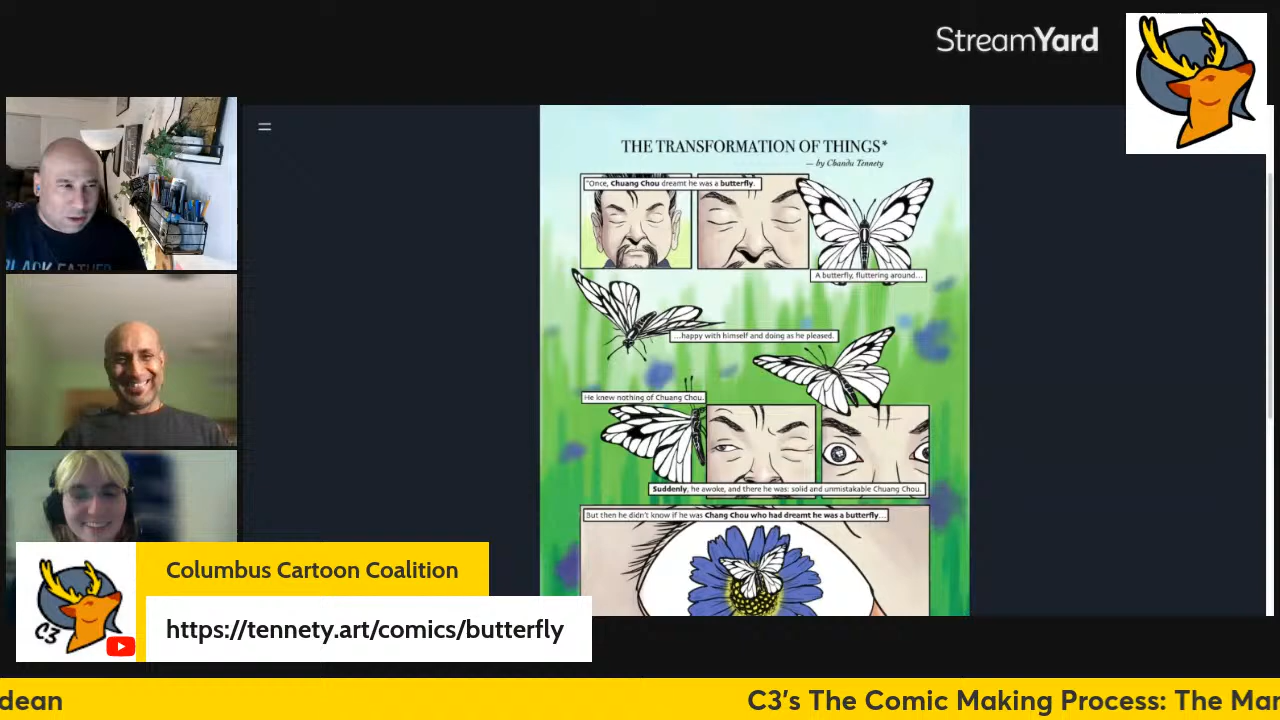 StreamYard
BLACK FATHER
THE TRANSFORMATION OF THINGS*
— by Chandu Tennety
"Once, Chuang Chou dreamt he was a butterfly.
A butterfly, fluttering around...
...happy with himself and doing as he pleased.
He knew nothing of Chuang Chou.
Suddenly, he awoke, and there he was: solid and unmistakable Chuang Chou.
But then he didn't know if he was Chang Chou who had dreamt he was a butterfly...
C3
Columbus Cartoon Coalition
https://tennety.art/comics/butterfly
dean
C3's The Comic Making Process: The Mar